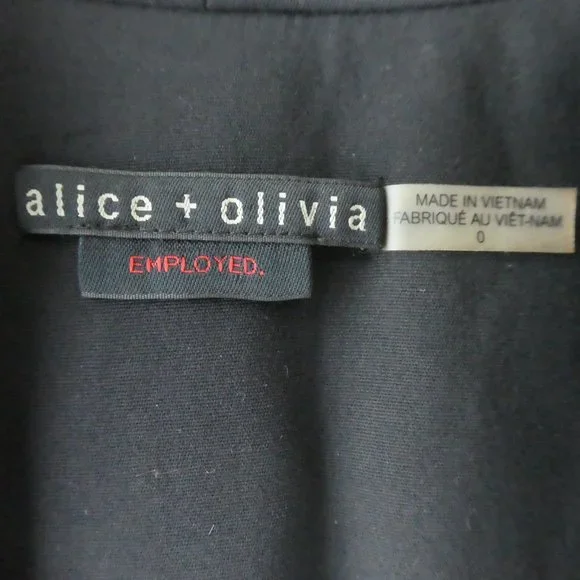 alice + olivia
EMPLOYED.
MADE IN VIETNAM
FABRIQUÉ AU VIÊT-NAM
0